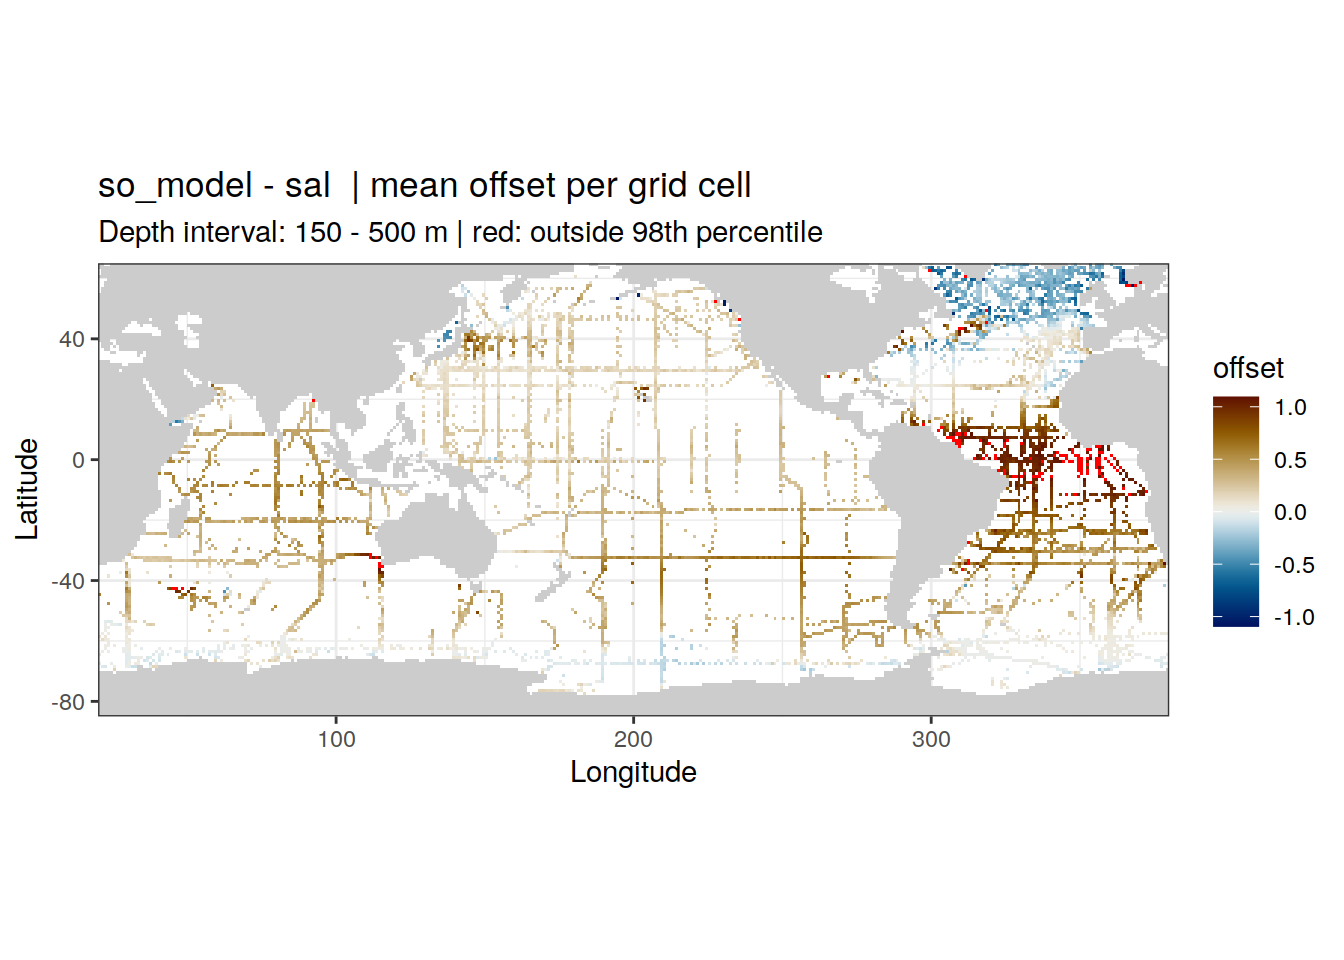 so_model - sal  | mean offset per grid cell
Depth interval: 150 - 500 m | red: outside 98th percentile
40
0
-40
-80
Latitude
100
200
300
Longitude
offset
1.0
0.5
0.0
-0.5
-1.0